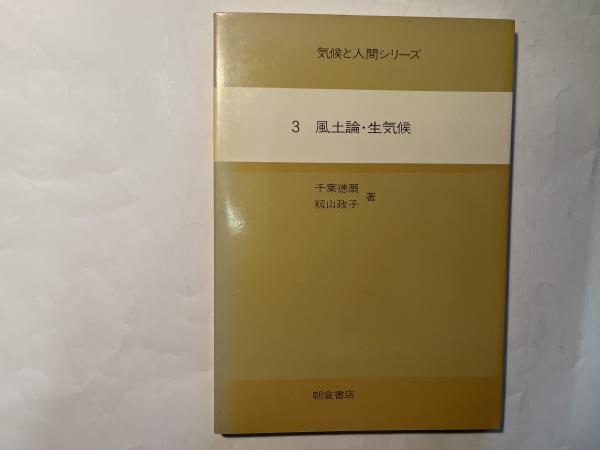 気候と人間シリーズ
3 風土論・生気候
千葉徳爾
籾山政子
著
朝倉書店